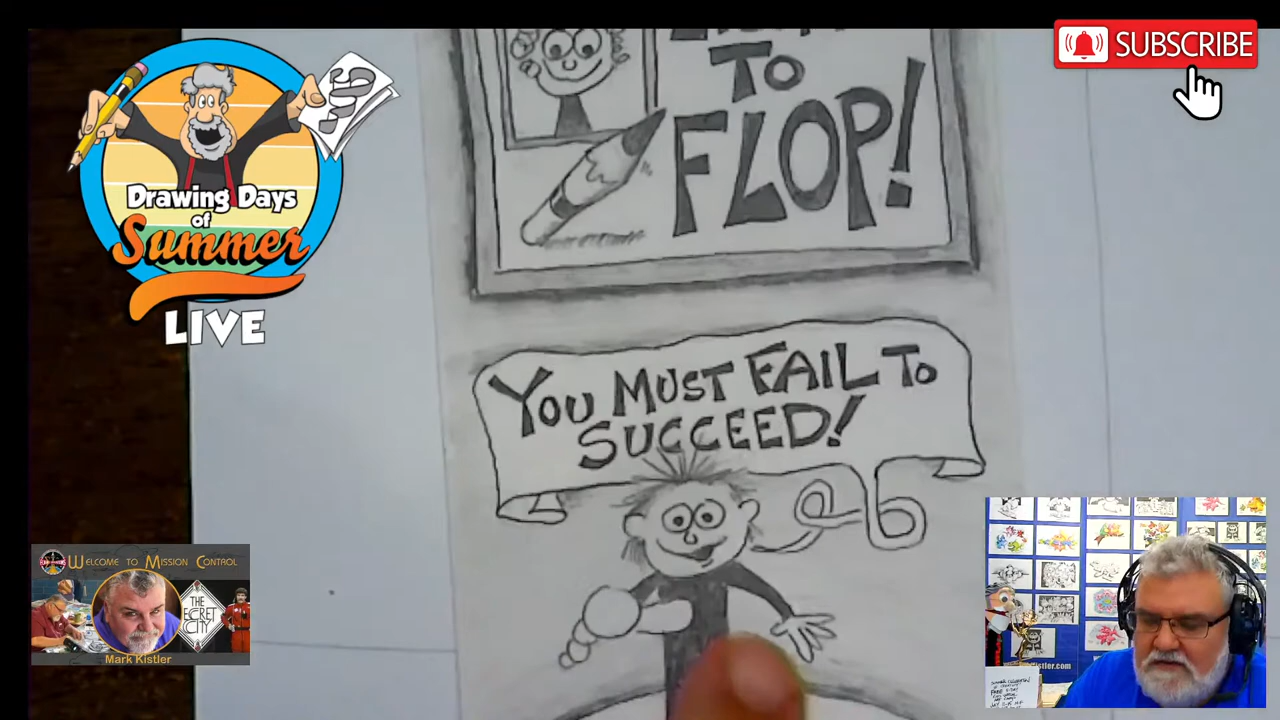 SUBSCRIBE
Drawing Days
of
Summer
LIVE
TO
FLOP!
YOU MUST FAIL TO
SUCCEED!
WELCOME TO MISSION CONTROL
THE
SECRET
CITY
Mark Kistler